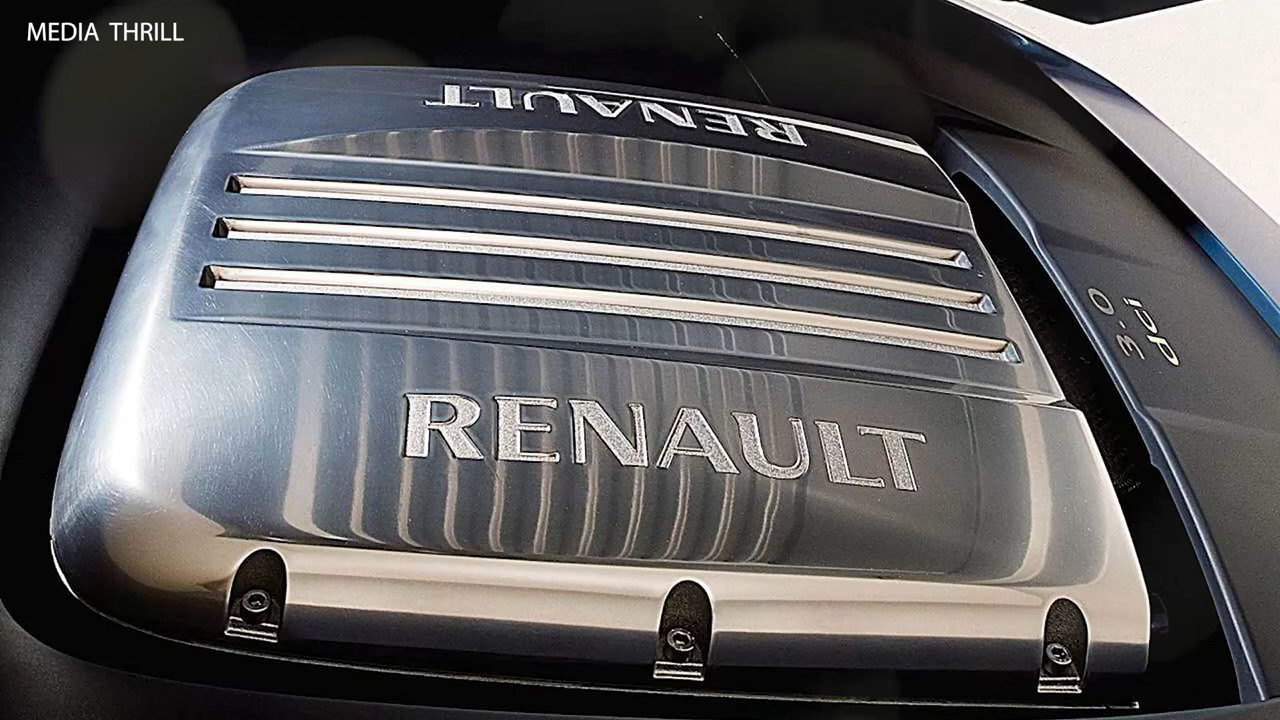 MEDIA THRILL
RENAULT
RENAULT
3.0
dci